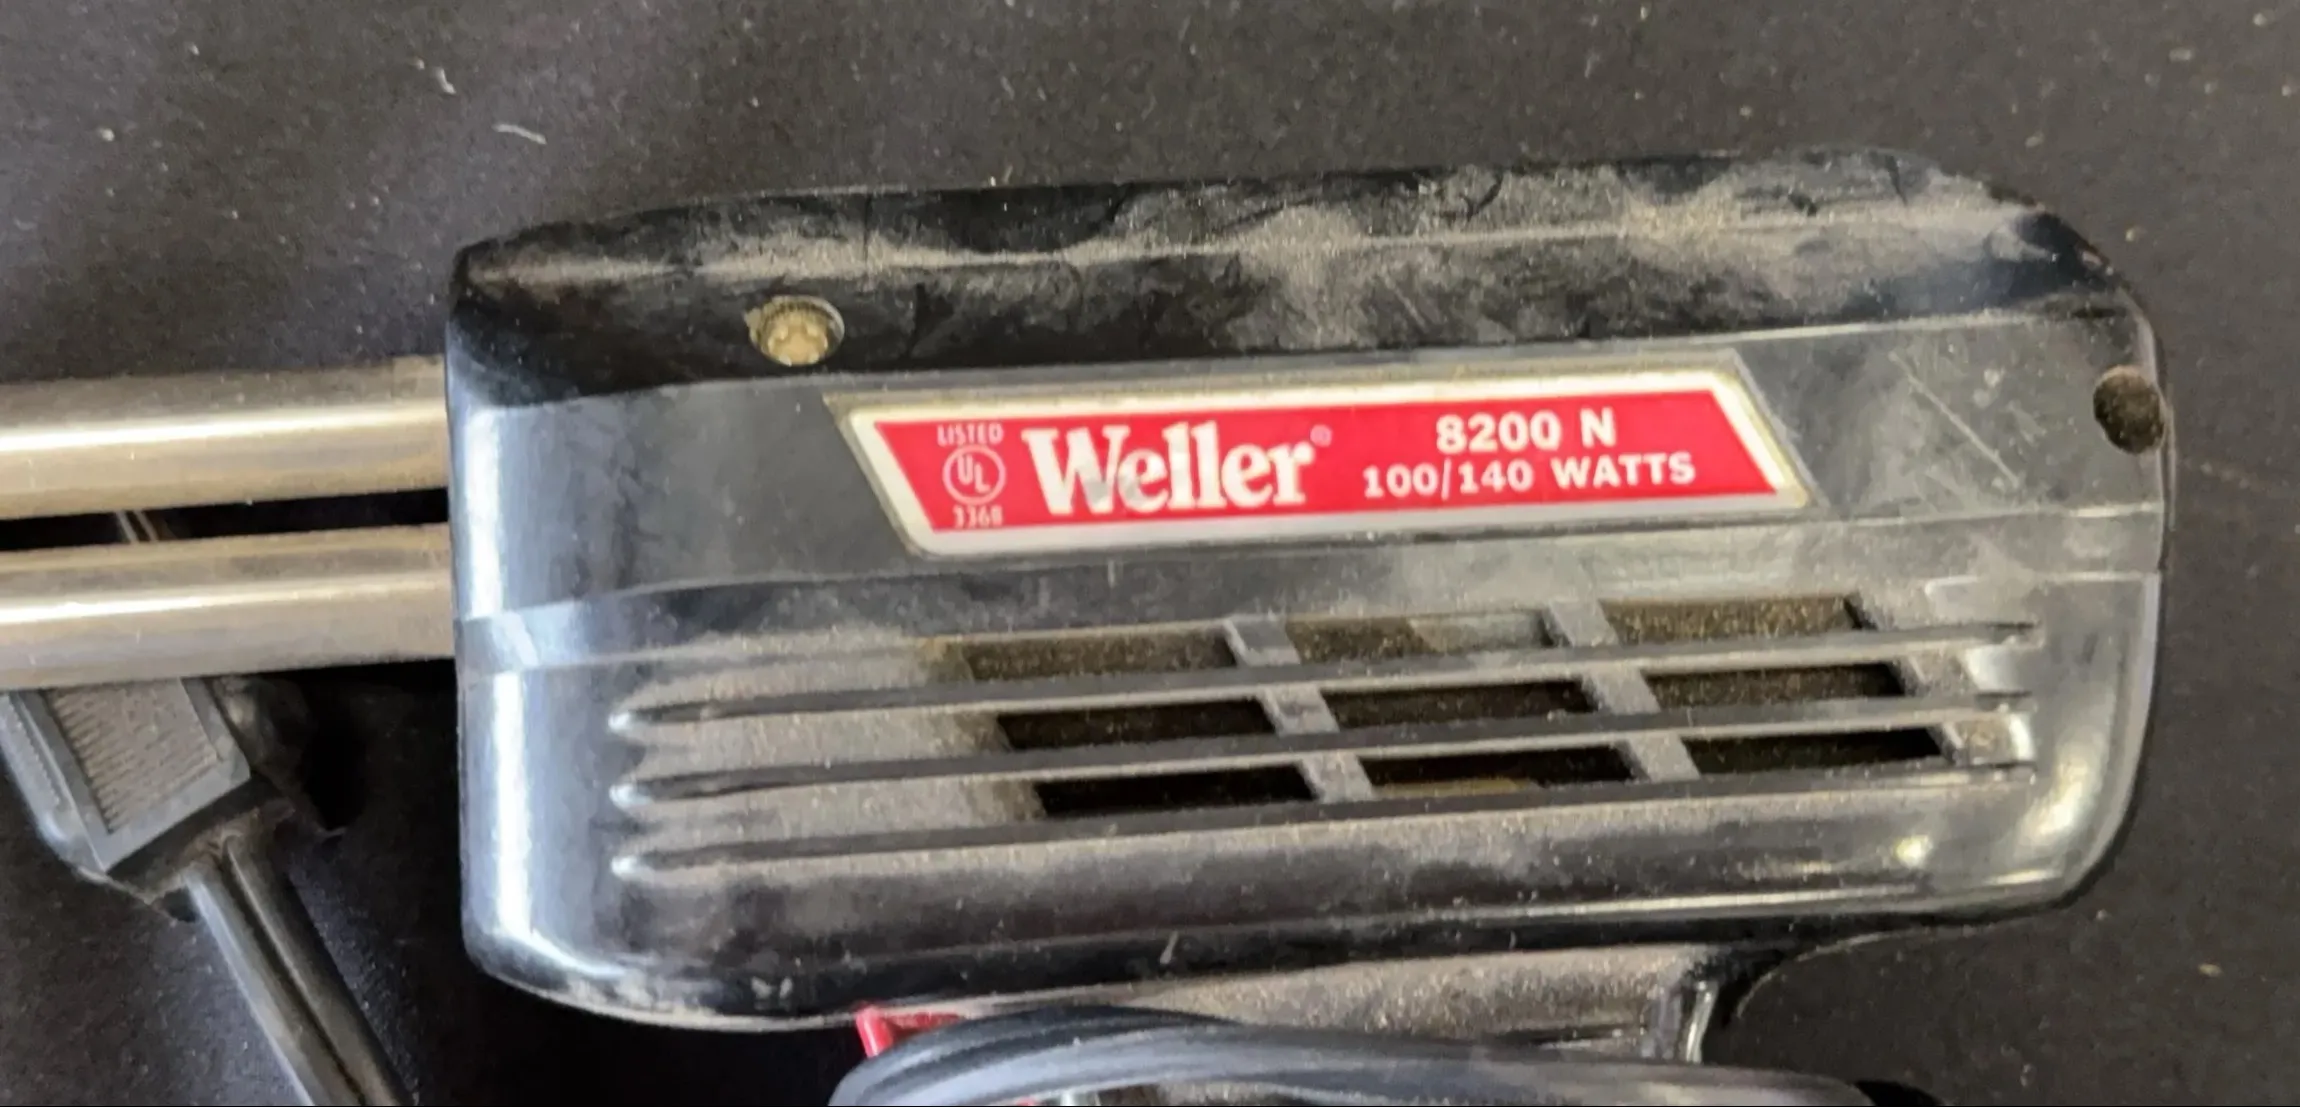 LISTED
UL
3368
Weller®
8200 N
100/140 WATTS